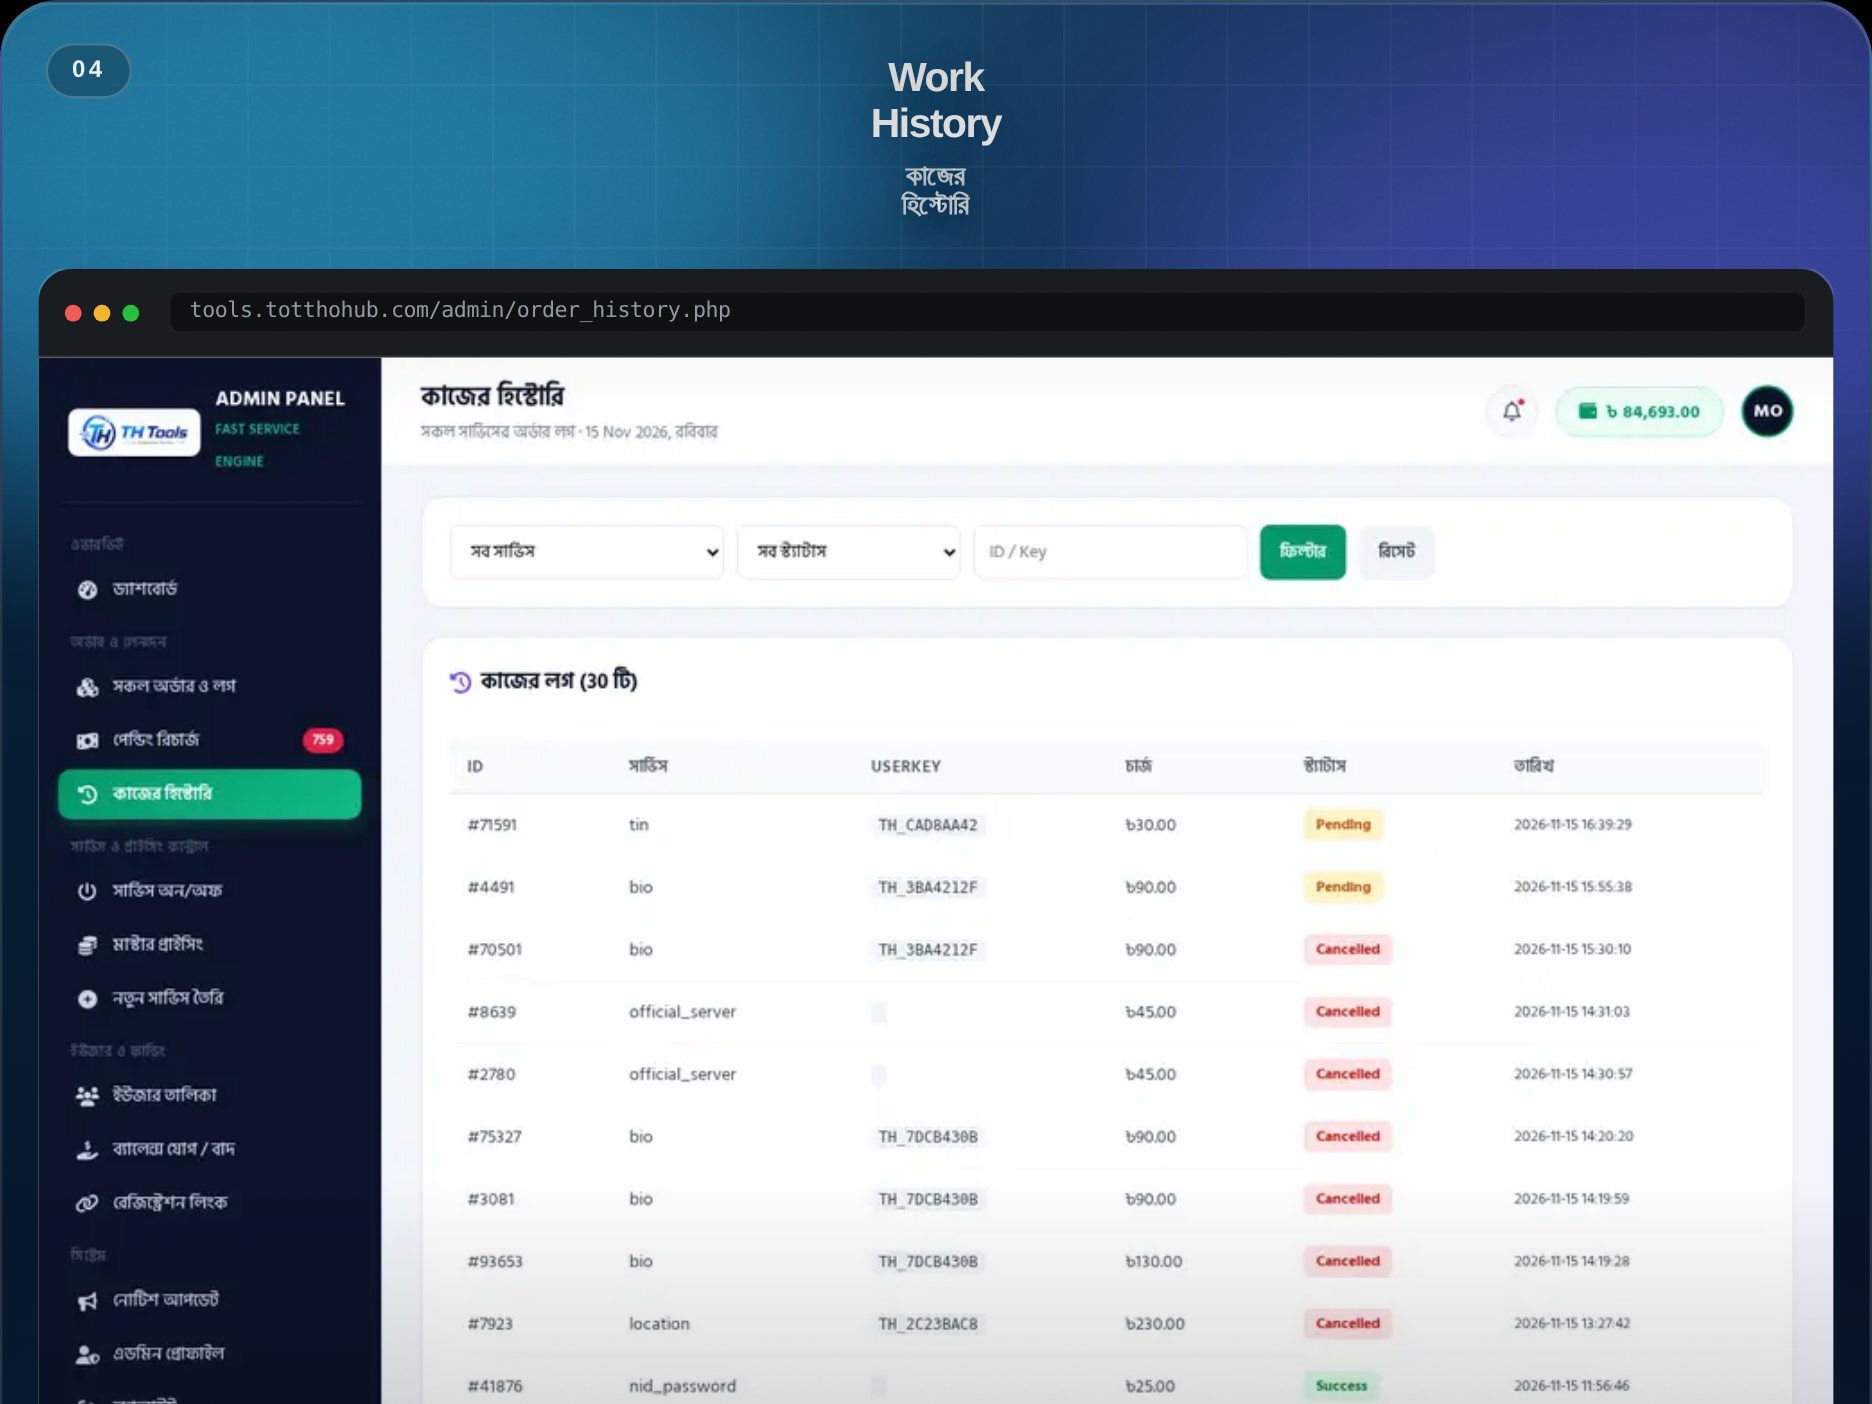 04
Work
History
কাজের
হিস্টোরি
tools.totthohub.com/admin/order_history.php
TH TH Tools
ADMIN PANEL
FAST SERVICE
ENGINE
ওভারভিউ
ড্যাশবোর্ড
অর্ডার ও লেনদেন
সকল অর্ডার ও লগ
পেন্ডিং রিচার্জ 759
কাজের হিস্টোরি
সার্ভিস ও প্রাইসিং কন্ট্রোল
সার্ভিস অন/অফ
মাস্টার প্রাইসিং
নতুন সার্ভিস তৈরি
ইউজার ও ফান্ডিং
ইউজার তালিকা
ব্যালেন্স যোগ / বাদ
রেজিস্ট্রেশন লিংক
সিস্টেম
নোটিশ আপডেট
এডমিন প্রোফাইল
কাজের হিস্টোরি
সকল সার্ভিসের অর্ডার লগ · 15 Nov 2026, রবিবার
৳ 84,693.00
MO
সব সার্ভিস সব স্ট্যাটাস ID / Key ফিল্টার রিসেট
কাজের লগ (30 টি)
ID সার্ভিস USERKEY চার্জ স্ট্যাটাস তারিখ
#71591 tin TH_CAD8AA42 ৳30.00 Pending 2026-11-15 16:39:29
#4491 bio TH_3BA4212F ৳90.00 Pending 2026-11-15 15:55:38
#70501 bio TH_3BA4212F ৳90.00 Cancelled 2026-11-15 15:30:10
#8639 official_server ৳45.00 Cancelled 2026-11-15 14:31:03
#2780 official_server ৳45.00 Cancelled 2026-11-15 14:30:57
#75327 bio TH_7DCB430B ৳90.00 Cancelled 2026-11-15 14:20:20
#3081 bio TH_7DCB430B ৳90.00 Cancelled 2026-11-15 14:19:59
#93653 bio TH_7DCB430B ৳130.00 Cancelled 2026-11-15 14:19:28
#7923 location TH_2C23BAC8 ৳230.00 Cancelled 2026-11-15 13:27:42
#41876 nid_password ৳25.00 Success 2026-11-15 11:56:46